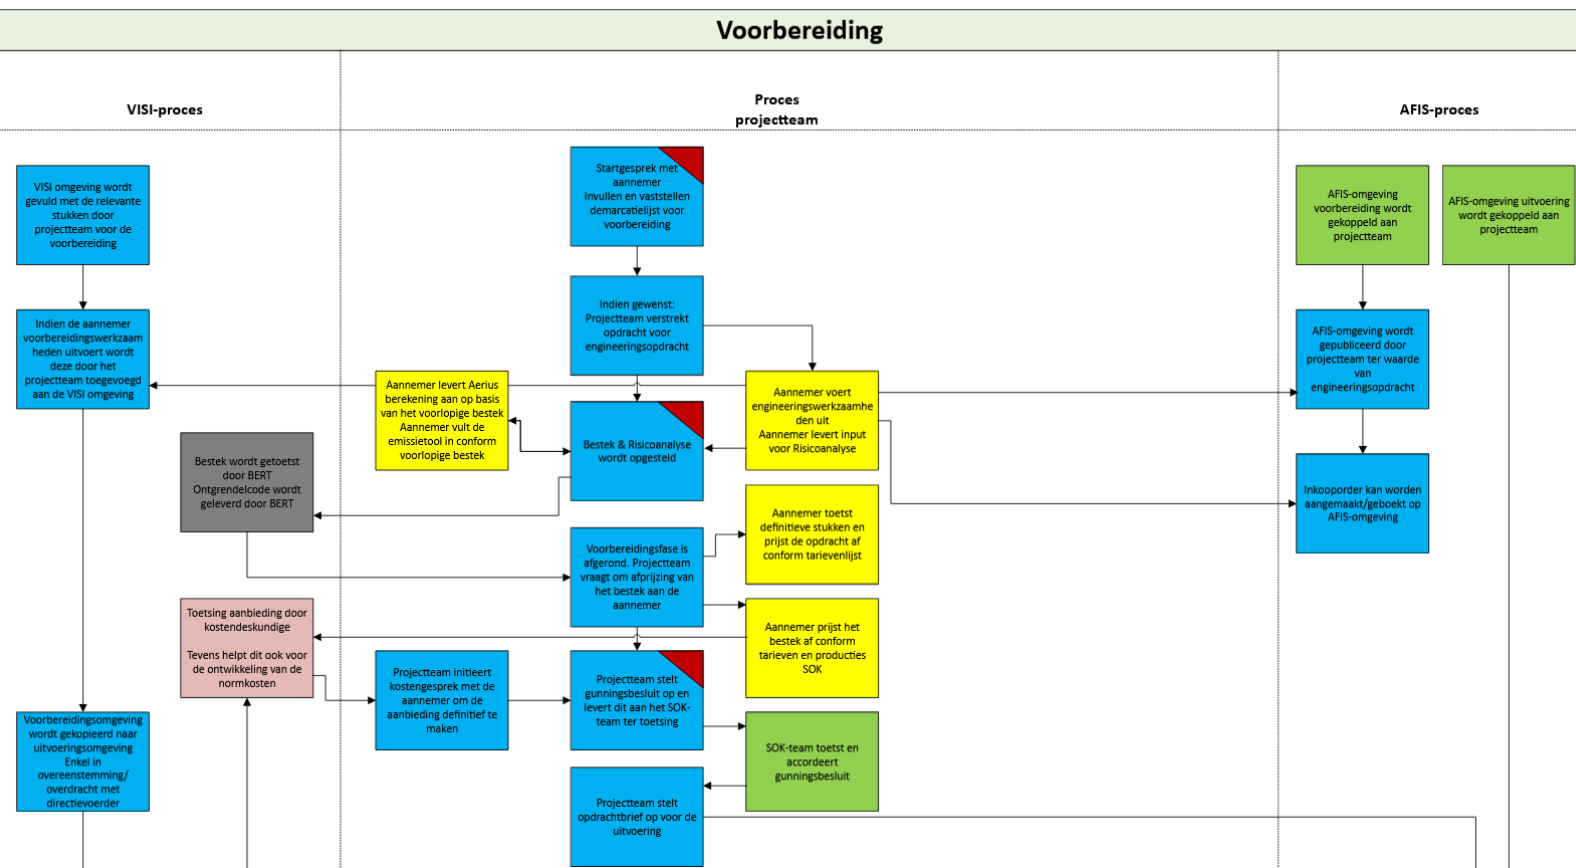 Voorbereiding
VISI-proces
Proces
projectteam
AFIS-proces
VISI omgeving wordt
gevuld met de relevante
stukken door
projectteam voor de
voorbereiding
Startgesprek met
aannemer
Invullen en vaststellen
demarcatielijst voor
voorbereiding
AFIS-omgeving
voorbereiding wordt
gekoppeld aan
projectteam
AFIS-omgeving uitvoering
wordt gekoppeld aan
projectteam
Indien de aannemer
voorbereidingswerkzaam
heden uitvoert wordt
deze door het
projectteam toegevoegd
aan de VISI omgeving
Indien gewenst:
Projectteam verstrekt
opdracht voor
engineeringsopdracht
AFIS-omgeving wordt
gepubliceerd door
projectteam ter waarde
van
engineeringsopdracht
Aannemer levert Aerius
berekening aan op basis
van het voorlopige bestek
Aannemer vult de
emissietool in conform
voorlopige bestek
Bestek & Risicoanalyse
wordt opgesteld
Aannemer voert
engineeringswerkzaamhe
den uit
Aannemer levert input
voor Risicoanalyse
Bestek wordt getoetst
door BERT
Ontgrendelcode wordt
geleverd door BERT
Inkooporder kan worden
aangemaakt/geboekt op
AFIS-omgeving
Voorbereidingsfase is
afgerond. Projectteam
vraagt om afprijzing van
het bestek aan de
aannemer
Aannemer toetst
definitieve stukken en
prijst de opdracht af
conform tarievenlijst
Toetsing aanbieding door
kostendeskundige
Tevens helpt dit ook voor
de ontwikkeling van de
normkosten
Aannemer prijst het
bestek af conform
tarieven en producties
SOK
Projectteam initieert
kostengesprek met de
aannemer om de
aanbieding definitief te
maken
Projectteam stelt
gunningsbesluit op en
levert dit aan het SOK-
team ter toetsing
Voorbereidingsomgeving
wordt gekopieerd naar
uitvoeringsomgeving
Enkel in
overeenstemming/
overdracht met
directievoerder
SOK-team toetst en
accordeert
gunningsbesluit
Projectteam stelt
opdrachtbrief op voor de
uitvoering